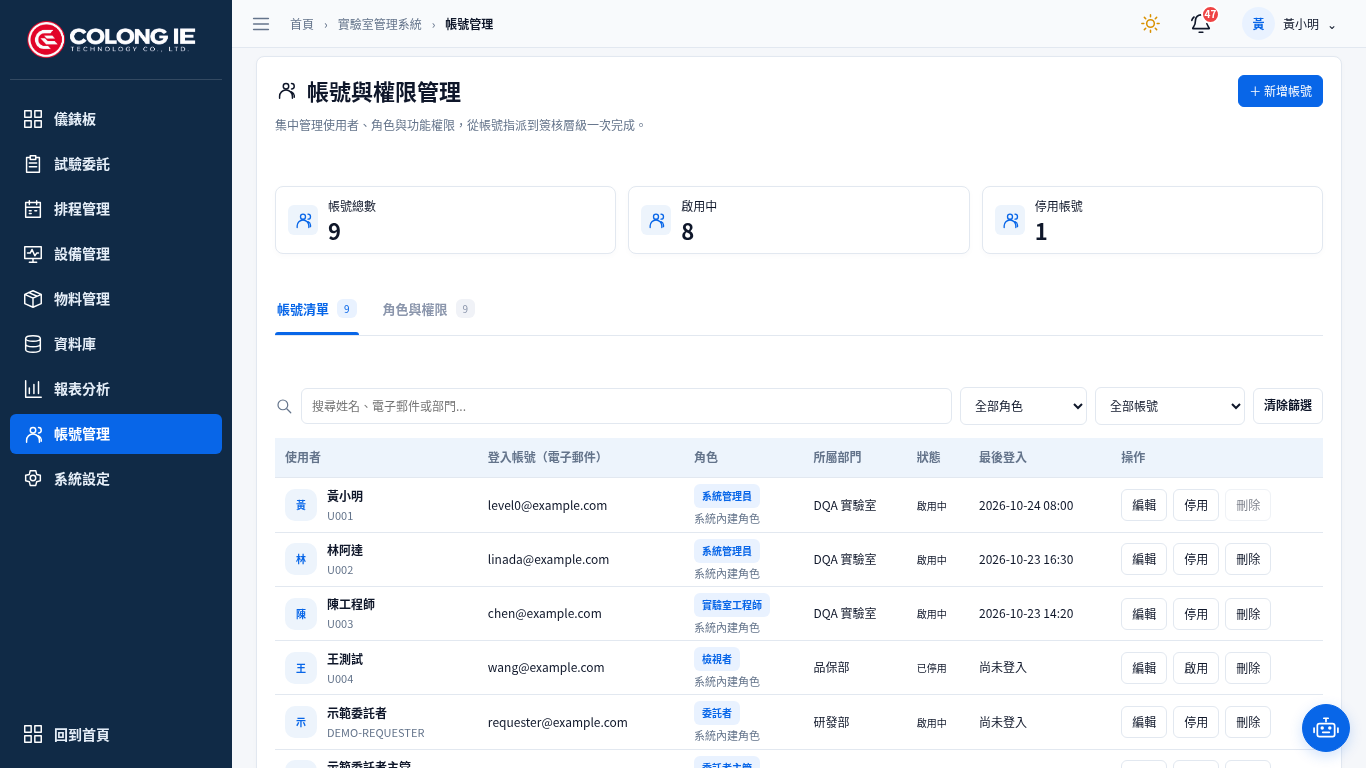 COLONG IE
TECHNOLOGY CO., LTD.
儀錶板
試驗委託
排程管理
設備管理
物料管理
資料庫
報表分析
帳號管理
系統設定
回到首頁
首頁 › 實驗室管理系統 › 帳號管理
47
黃 黃小明
帳號與權限管理
+ 新增帳號
集中管理使用者、角色與功能權限，從帳號指派到簽核層級一次完成。
帳號總數
9
啟用中
8
停用帳號
1
帳號清單 9 角色與權限 9
搜尋姓名、電子郵件或部門... 全部角色 全部帳號 清除篩選
使用者 登入帳號（電子郵件） 角色 所屬部門 狀態 最後登入 操作
黃 黃小明 U001 level0@example.com 系統管理員 系統內建角色 DQA 實驗室 啟用中 2026-10-24 08:00 編輯 停用 刪除
林 林阿達 U002 linada@example.com 系統管理員 系統內建角色 DQA 實驗室 啟用中 2026-10-23 16:30 編輯 停用 刪除
陳 陳工程師 U003 chen@example.com 實驗室工程師 系統內建角色 DQA 實驗室 啟用中 2026-10-23 14:20 編輯 停用 刪除
王 王測試 U004 wang@example.com 檢視者 系統內建角色 品保部 已停用 尚未登入 編輯 啟用 刪除
示 示範委託者 DEMO-REQUESTER requester@example.com 委託者 系統內建角色 研發部 啟用中 尚未登入 編輯 停用 刪除
示範委託者主管 委託者主管